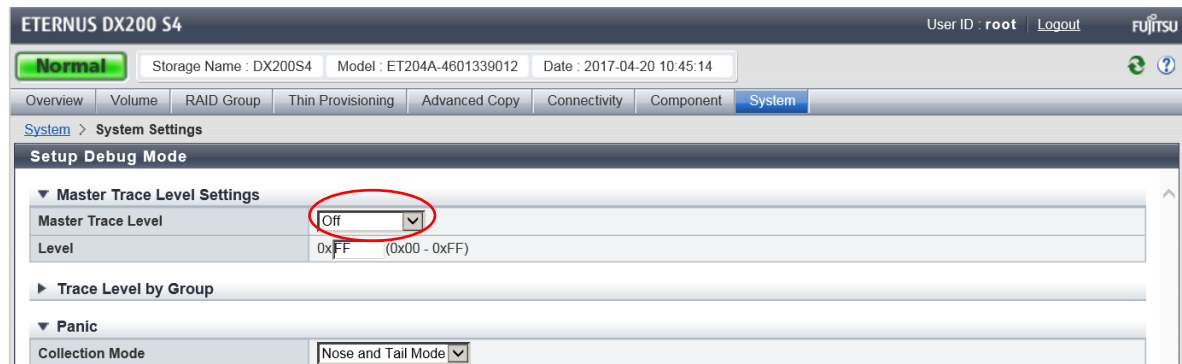 ETERNUS DX200 S4 User ID : root Logout FUJITSU
Normal Storage Name : DX200S4 Model : ET204A-4601339012 Date : 2017-04-20 10:45:14
Overview Volume RAID Group Thin Provisioning Advanced Copy Connectivity Component System
System > System Settings
Setup Debug Mode
Master Trace Level Settings
Master Trace Level Off
Level 0xFF (0x00 - 0xFF)
Trace Level by Group
Panic
Collection Mode Nose and Tail Mode